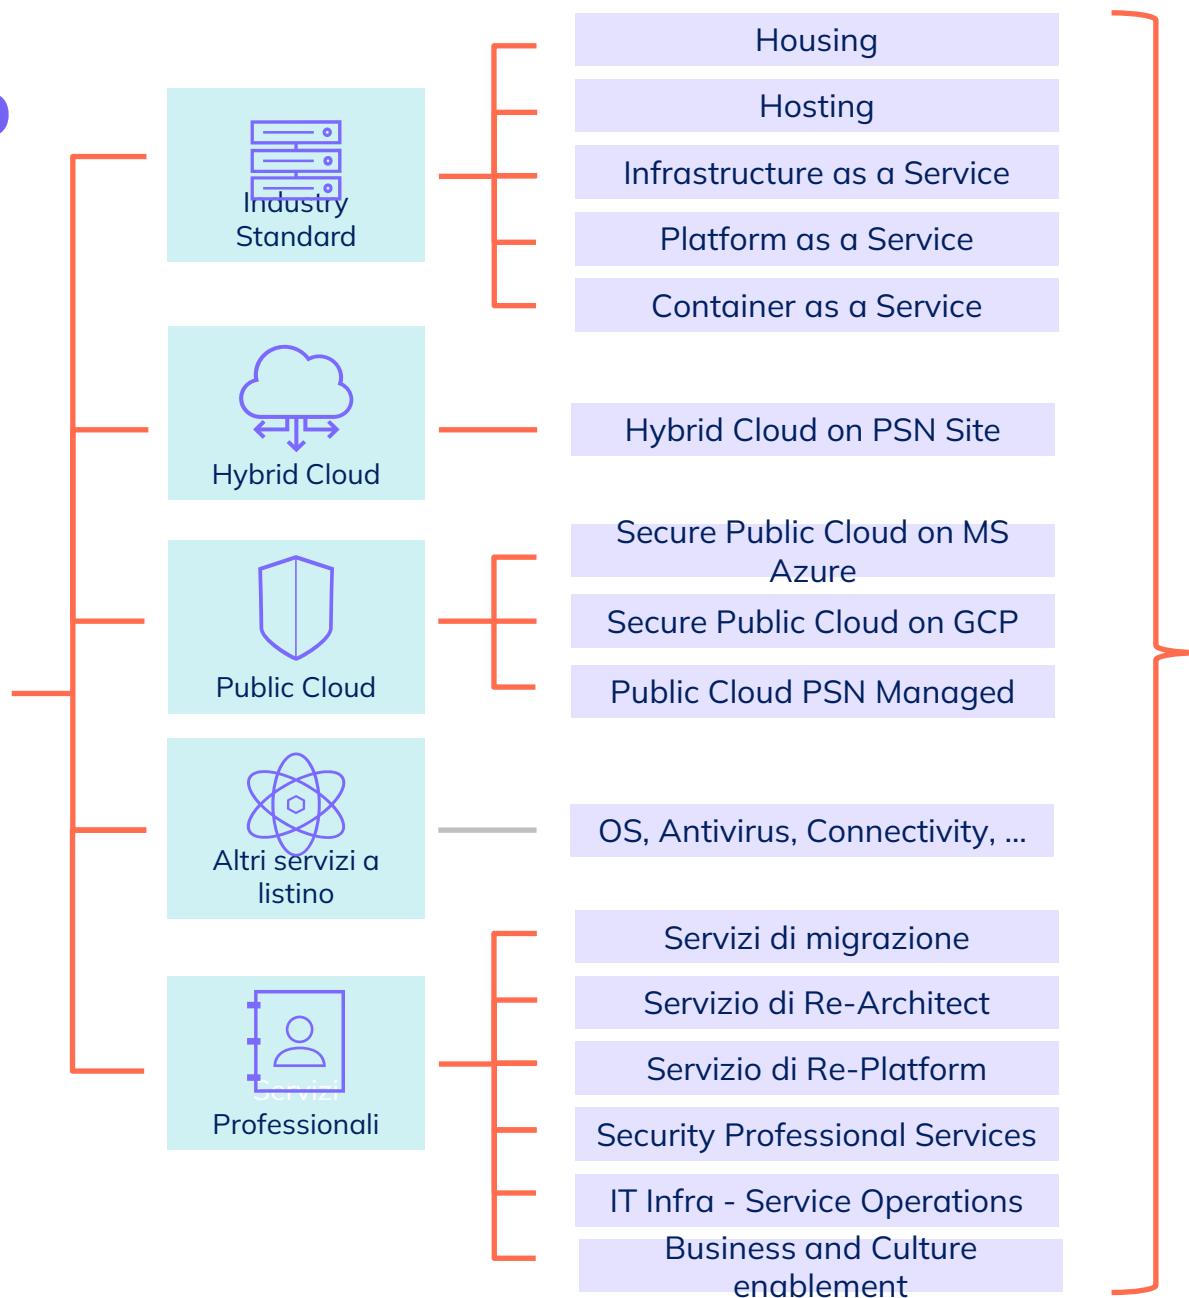 Industry
Standard
Housing
Hosting
Infrastructure as a Service
Platform as a Service
Container as a Service
Hybrid Cloud
Hybrid Cloud on PSN Site
Public Cloud
Secure Public Cloud on MS
Azure
Secure Public Cloud on GCP
Public Cloud PSN Managed
Altri servizi a
listino
OS, Antivirus, Connectivity, ...
Servizi
Professionali
Servizi di migrazione
Servizio di Re-Architect
Servizio di Re-Platform
Security Professional Services
IT Infra - Service Operations
Business and Culture
enablement